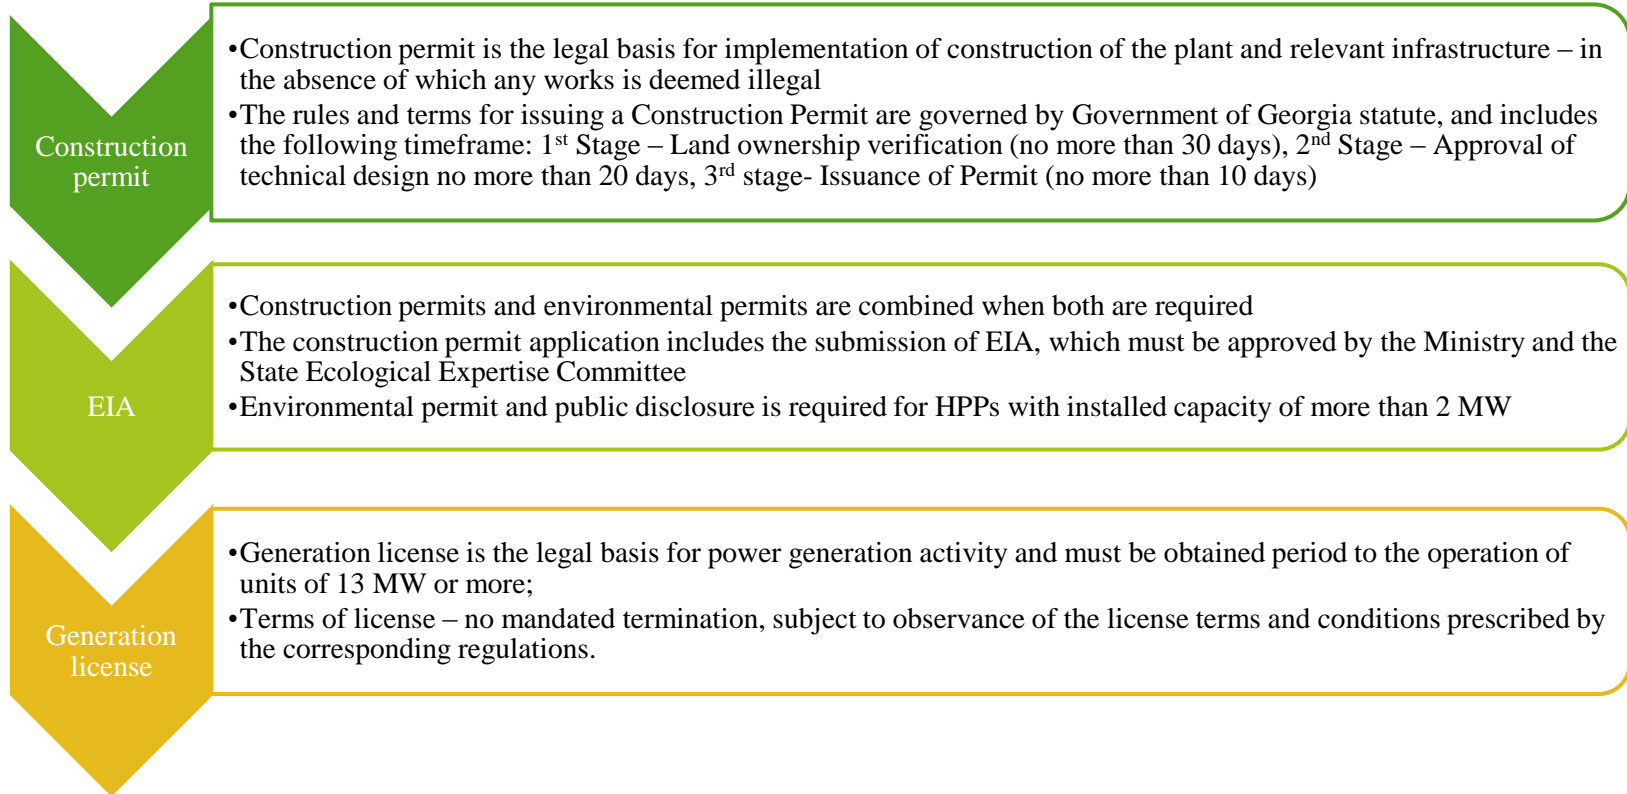 Construction
permit
•Construction permit is the legal basis for implementation of construction of the plant and relevant infrastructure – in
the absence of which any works is deemed illegal
•The rules and terms for issuing a Construction Permit are governed by Government of Georgia statute, and includes
the following timeframe: 1st Stage – Land ownership verification (no more than 30 days), 2nd Stage – Approval of
technical design no more than 20 days, 3rd stage- Issuance of Permit (no more than 10 days)
EIA
•Construction permits and environmental permits are combined when both are required
•The construction permit application includes the submission of EIA, which must be approved by the Ministry and the
State Ecological Expertise Committee
•Environmental permit and public disclosure is required for HPPs with installed capacity of more than 2 MW
Generation
license
•Generation license is the legal basis for power generation activity and must be obtained period to the operation of
units of 13 MW or more;
•Terms of license – no mandated termination, subject to observance of the license terms and conditions prescribed by
the corresponding regulations.